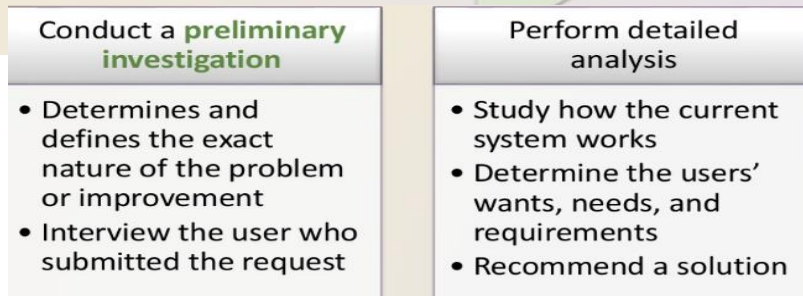 Conduct a preliminary
investigation
• Determines and
defines the exact
nature of the problem
or improvement
• Interview the user who
submitted the request
Perform detailed
analysis
• Study how the current
system works
• Determine the users’
wants, needs, and
requirements
• Recommend a solution